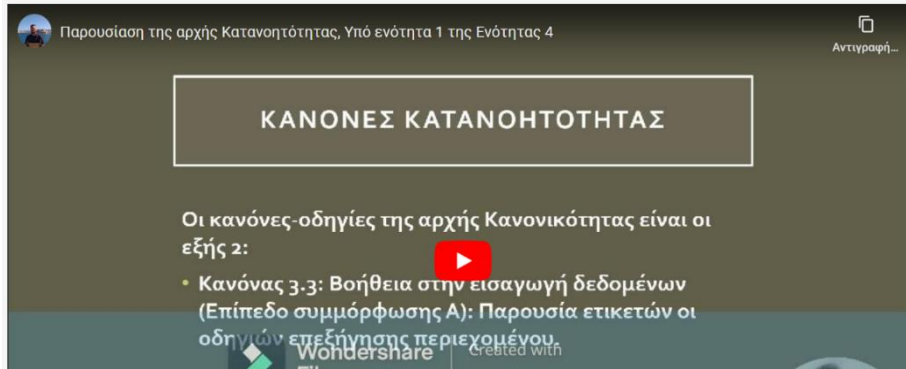 Παρουσίαση της αρχής Κατανοητότητας, Υπό ενότητα 1 της Ενότητας 4
Αντιγραφή...
ΚΑΝΟΝΕΣ ΚΑΤΑΝΟΗΤΟΤΗΤΑΣ
Οι κανόνες-οδηγίες της αρχής Κανονικότητας είναι οι
εξής 2:
• Κανόνας 3.3: Βοήθεια στην εισαγωγή δεδομένων
(Επίπεδο συμμόρφωσης Α): Παρουσία ετικετών οι
οδηγιών επεξήγησης περιεχομένου.
Wondershare
Created with